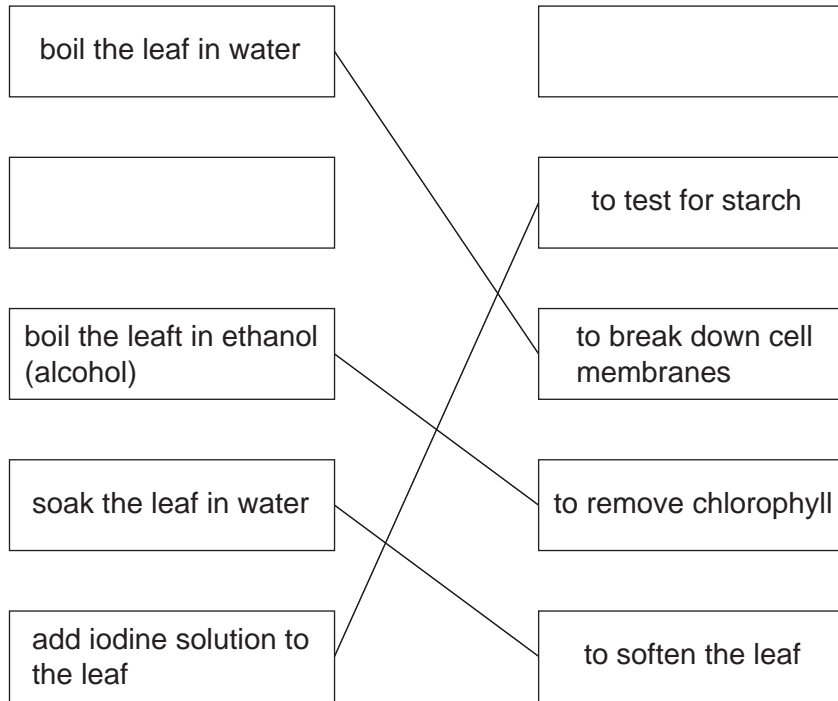 boil the leaf in water
to test for starch
boil the leaft in ethanol
(alcohol)
to break down cell
membranes
soak the leaf in water
to remove chlorophyll
add iodine solution to
the leaf
to soften the leaf